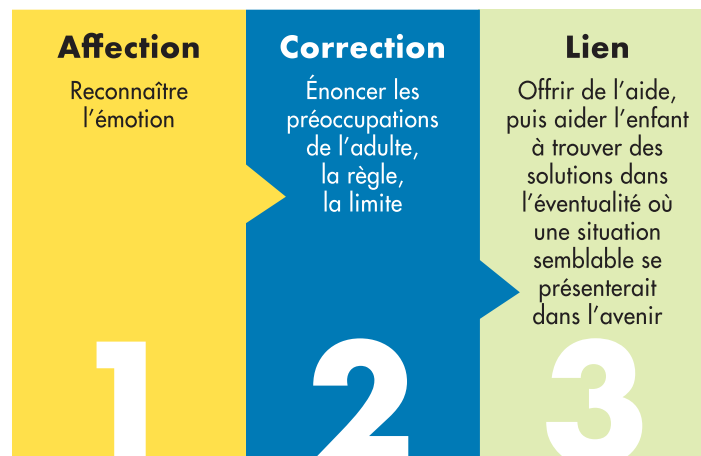 Affection
Reconnaître
l’émotion
1
Correction
Énoncer les
préoccupations
de l’adulte,
la règle,
la limite
2
Lien
Offrir de l’aide,
puis aider l’enfant
à trouver des
solutions dans
l’éventualité où
une situation
semblable se
présenterait
dans l’avenir
3